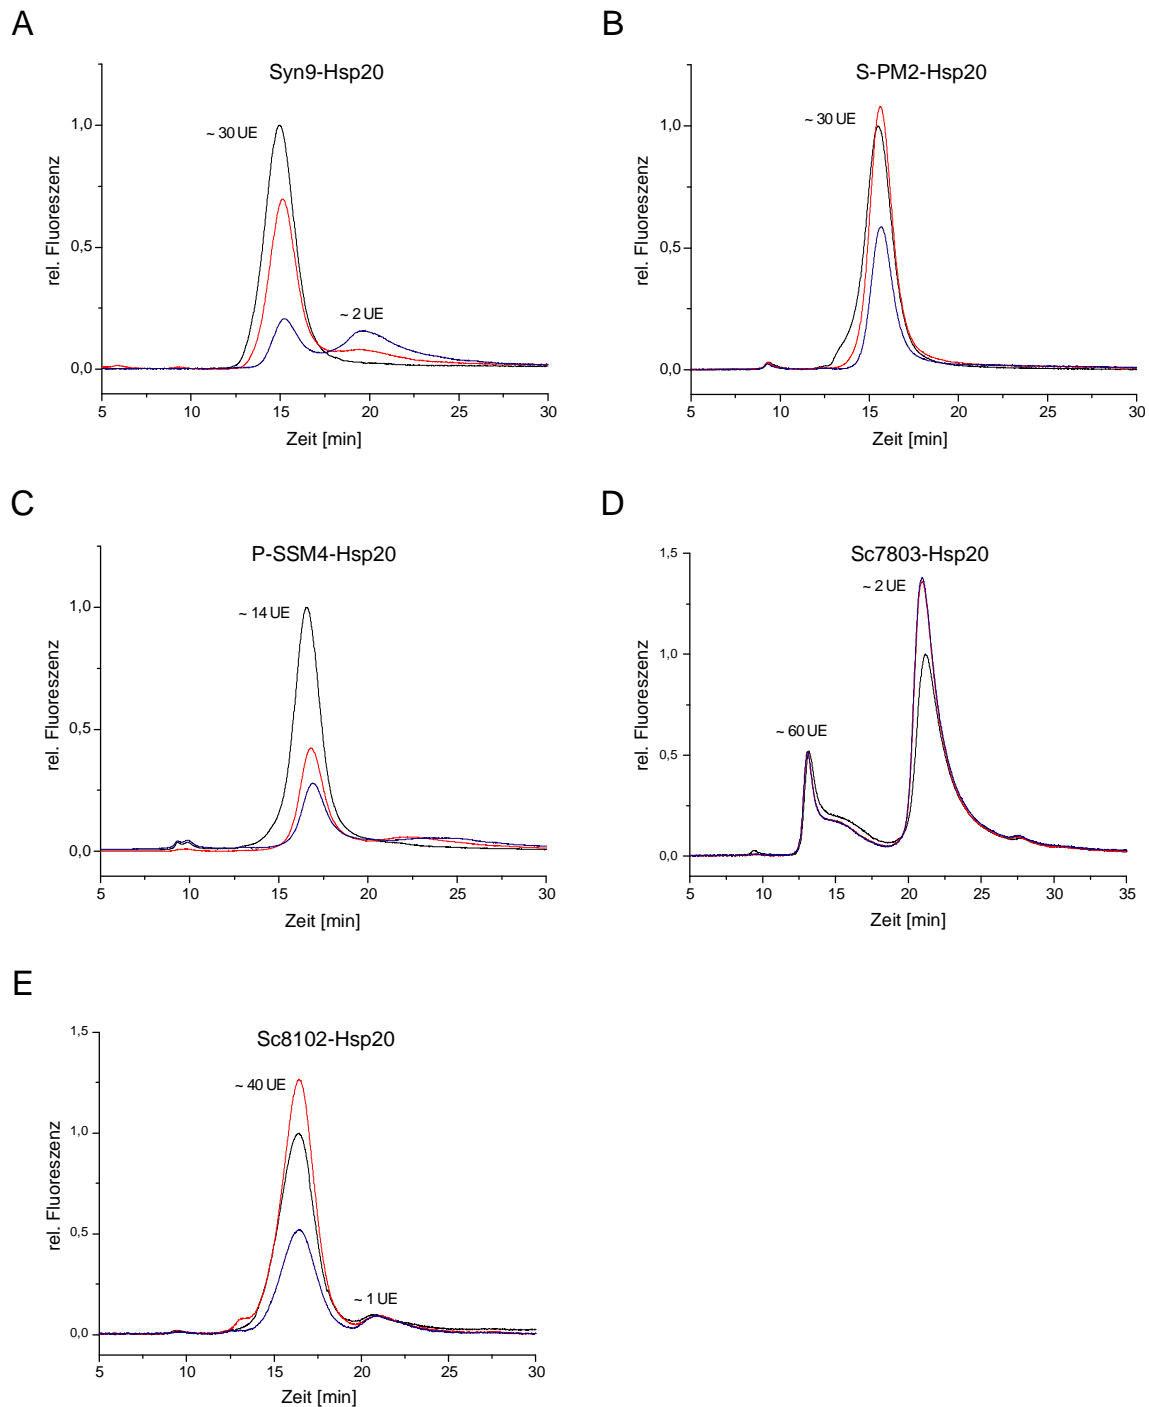 A
Syn9-Hsp20
~ 30 UE
~ 2 UE
rel. Fluoreszenz
1,0
0,5
0,0
5 10 15 20 25 30
Zeit [min]
B
S-PM2-Hsp20
~ 30 UE
rel. Fluoreszenz
1,0
0,5
0,0
5 10 15 20 25 30
Zeit [min]
C
P-SSM4-Hsp20
~ 14 UE
rel. Fluoreszenz
1,0
0,5
0,0
5 10 15 20 25 30
Zeit [min]
D
Sc7803-Hsp20
~ 2 UE
~ 60 UE
rel. Fluoreszenz
1,5
1,0
0,5
0,0
5 10 15 20 25 30 35
Zeit [min]
E
Sc8102-Hsp20
~ 40 UE
~ 1 UE
rel. Fluoreszenz
1,5
1,0
0,5
0,0
5 10 15 20 25 30
Zeit [min]